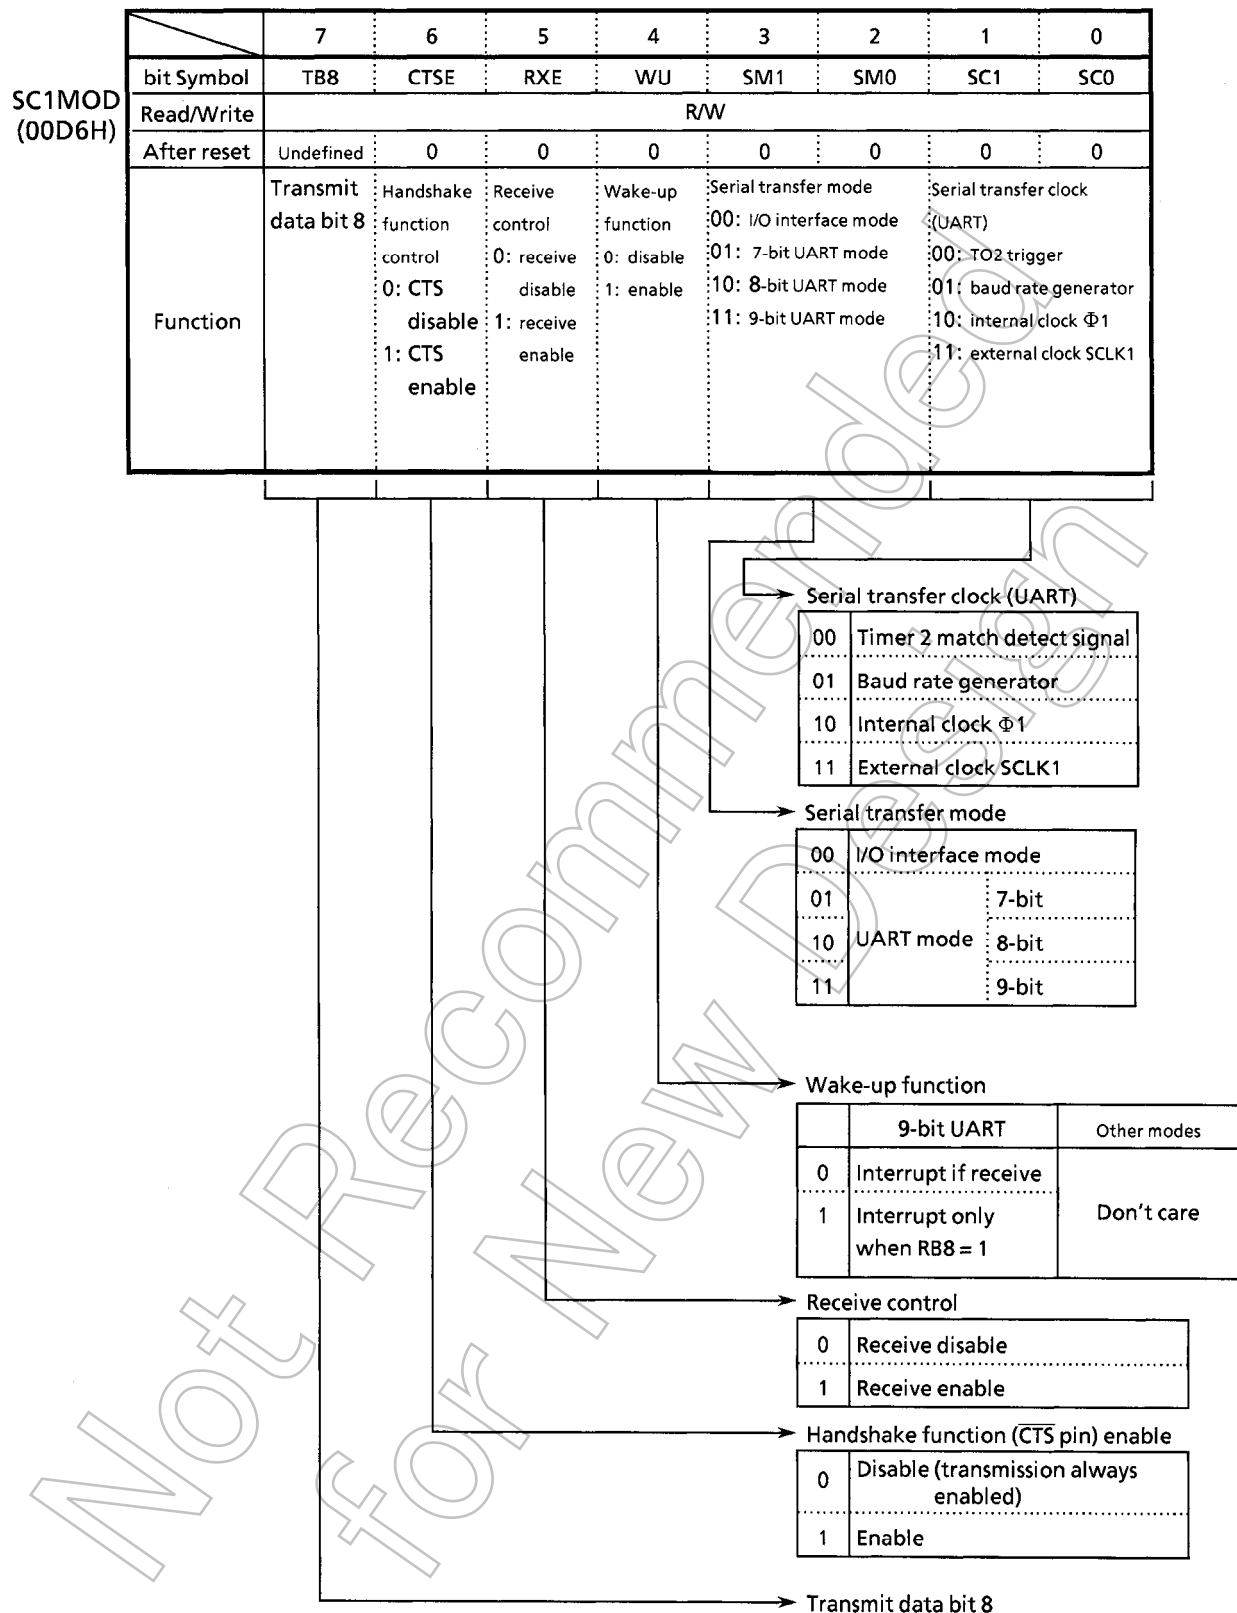 7 6 5 4 3 2 1 0
bit Symbol TB8 CTSE RXE WU SM1 SM0 SC1 SC0
SC1MOD
(00D6H)
Read/Write R/W
After reset Undefined 0 0 0 0 0 0 0
Function
Transmit
data bit 8
Handshake
function
control
0: CTS
disable
1: CTS
enable
Receive
control
0: receive
disable
1: receive
enable
Wake-up
function
0: disable
1: enable
Serial transfer mode
00: I/O interface mode
01: 7-bit UART mode
10: 8-bit UART mode
11: 9-bit UART mode
Serial transfer clock
(UART)
00: TO2 trigger
01: baud rate generator
10: internal clock Φ1
11: external clock SCLK1
Serial transfer clock (UART)
00 Timer 2 match detect signal
01 Baud rate generator
10 Internal clock Φ1
11 External clock SCLK1
Serial transfer mode
00 I/O interface mode
01 7-bit
10 UART mode 8-bit
11 9-bit
Wake-up function
9-bit UART Other modes
0 Interrupt if receive
1 Interrupt only
when RB8 = 1
Don't care
Receive control
0 Receive disable
1 Receive enable
Handshake function (C̅T̅S̅ pin) enable
0 Disable (transmission always
enabled)
1 Enable
Transmit data bit 8
Not Recommended
for New Design